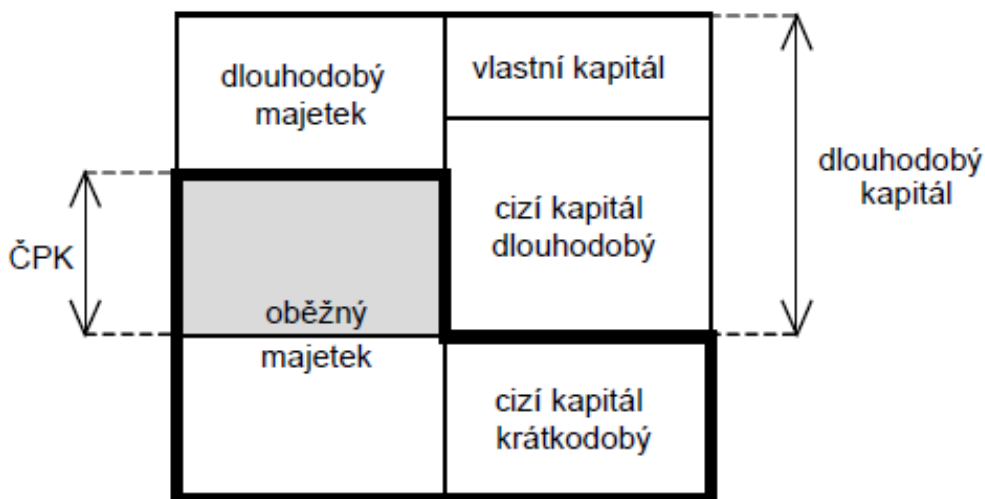 dlouhodobý
majetek
vlastní kapitál
dlouhodobý
kapitál
cizí kapitál
dlouhodobý
ČPK
oběžný
majetek
cizí kapitál
krátkodobý